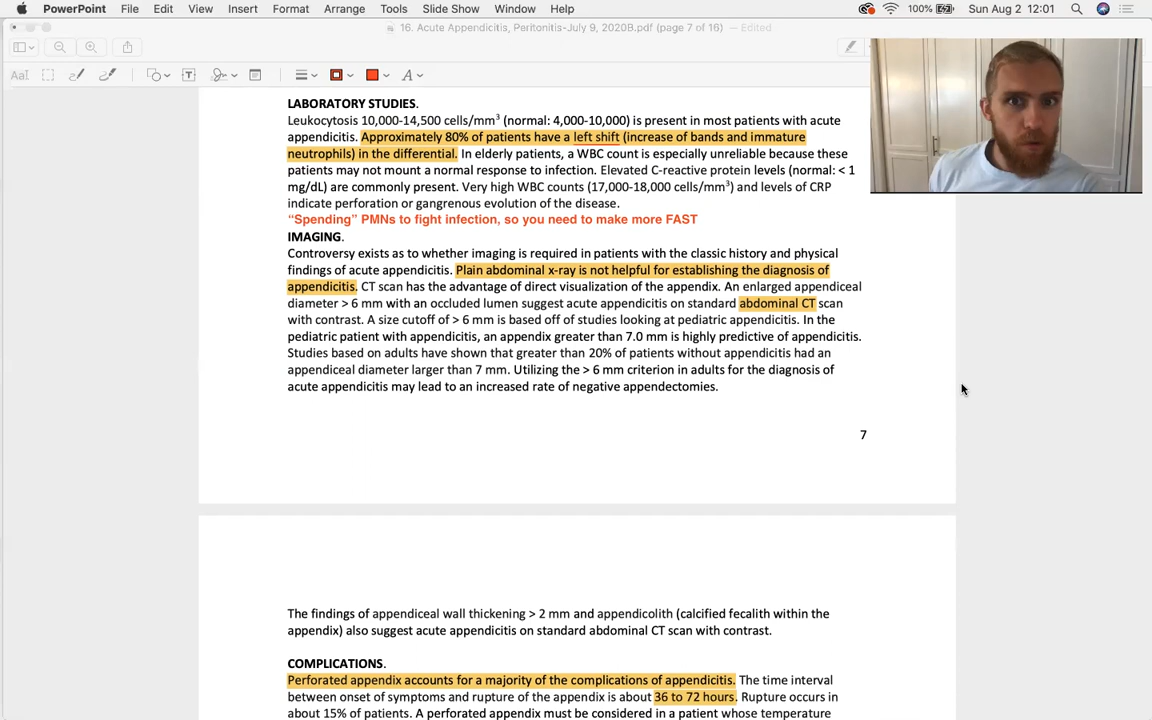 PowerPoint File Edit View Insert Format Arrange Tools Slide Show Window Help 100% Sun Aug 2 12:01
16. Acute Appendicitis, Peritonitis-July 9, 2020B.pdf (page 7 of 16) — Edited
LABORATORY STUDIES.
Leukocytosis 10,000-14,500 cells/mm³ (normal: 4,000-10,000) is present in most patients with acute
appendicitis. Approximately 80% of patients have a left shift (increase of bands and immature
neutrophils) in the differential. In elderly patients, a WBC count is especially unreliable because these
patients may not mount a normal response to infection. Elevated C-reactive protein levels (normal: < 1
mg/dL) are commonly present. Very high WBC counts (17,000-18,000 cells/mm³) and levels of CRP
indicate perforation or gangrenous evolution of the disease.
“Spending” PMNs to fight infection, so you need to make more FAST
IMAGING.
Controversy exists as to whether imaging is required in patients with the classic history and physical
findings of acute appendicitis. Plain abdominal x-ray is not helpful for establishing the diagnosis of
appendicitis. CT scan has the advantage of direct visualization of the appendix. An enlarged appendiceal
diameter > 6 mm with an occluded lumen suggest acute appendicitis on standard abdominal CT scan
with contrast. A size cutoff of > 6 mm is based off of studies looking at pediatric appendicitis. In the
pediatric patient with appendicitis, an appendix greater than 7.0 mm is highly predictive of appendicitis.
Studies based on adults have shown that greater than 20% of patients without appendicitis had an
appendiceal diameter larger than 7 mm. Utilizing the > 6 mm criterion in adults for the diagnosis of
acute appendicitis may lead to an increased rate of negative appendectomies.
7
The findings of appendiceal wall thickening > 2 mm and appendicolith (calcified fecalith within the
appendix) also suggest acute appendicitis on standard abdominal CT scan with contrast.
COMPLICATIONS.
Perforated appendix accounts for a majority of the complications of appendicitis. The time interval
between onset of symptoms and rupture of the appendix is about 36 to 72 hours. Rupture occurs in
about 15% of patients. A perforated appendix must be considered in a patient whose temperature